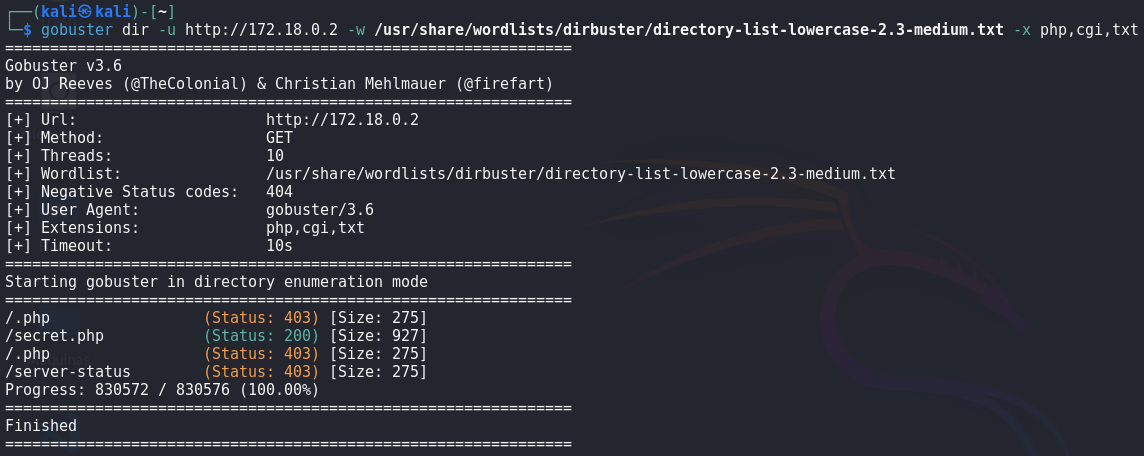 ┌──(kali㉿kali)-[~]
└─$ gobuster dir -u http://172.18.0.2 -w /usr/share/wordlists/dirbuster/directory-list-lowercase-2.3-medium.txt -x php,cgi,txt
===============================================================
Gobuster v3.6
by OJ Reeves (@TheColonial) & Christian Mehlmauer (@firefart)
===============================================================
[+] Url:                     http://172.18.0.2
[+] Method:                  GET
[+] Threads:                 10
[+] Wordlist:                /usr/share/wordlists/dirbuster/directory-list-lowercase-2.3-medium.txt
[+] Negative Status codes:   404
[+] User Agent:              gobuster/3.6
[+] Extensions:              php,cgi,txt
[+] Timeout:                 10s
===============================================================
Starting gobuster in directory enumeration mode
===============================================================
/.php                 (Status: 403) [Size: 275]
/secret.php           (Status: 200) [Size: 927]
/.php                 (Status: 403) [Size: 275]
/server-status        (Status: 403) [Size: 275]
Progress: 830572 / 830576 (100.00%)
===============================================================
Finished
===============================================================